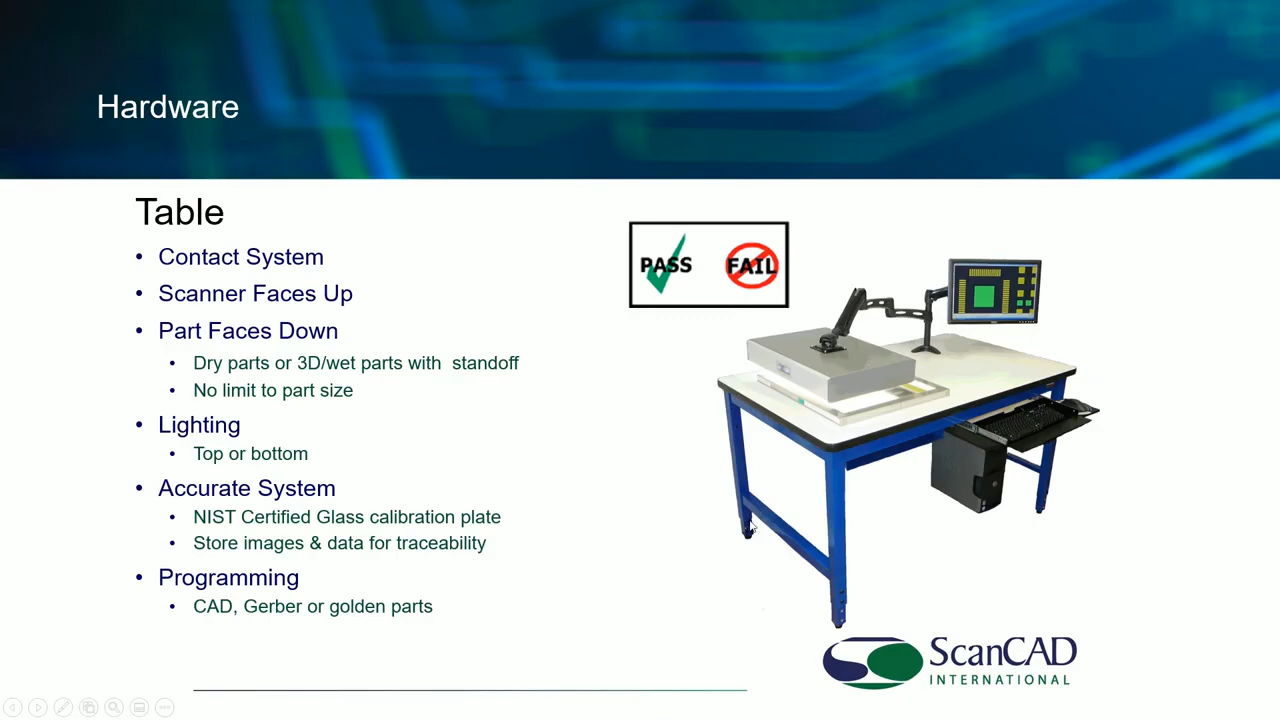 Hardware
Table
• Contact System
• Scanner Faces Up
• Part Faces Down
• Dry parts or 3D/wet parts with standoff
• No limit to part size
• Lighting
• Top or bottom
• Accurate System
• NIST Certified Glass calibration plate
• Store images & data for traceability
• Programming
• CAD, Gerber or golden parts
PASS FAIL
ScanCAD
INTERNATIONAL